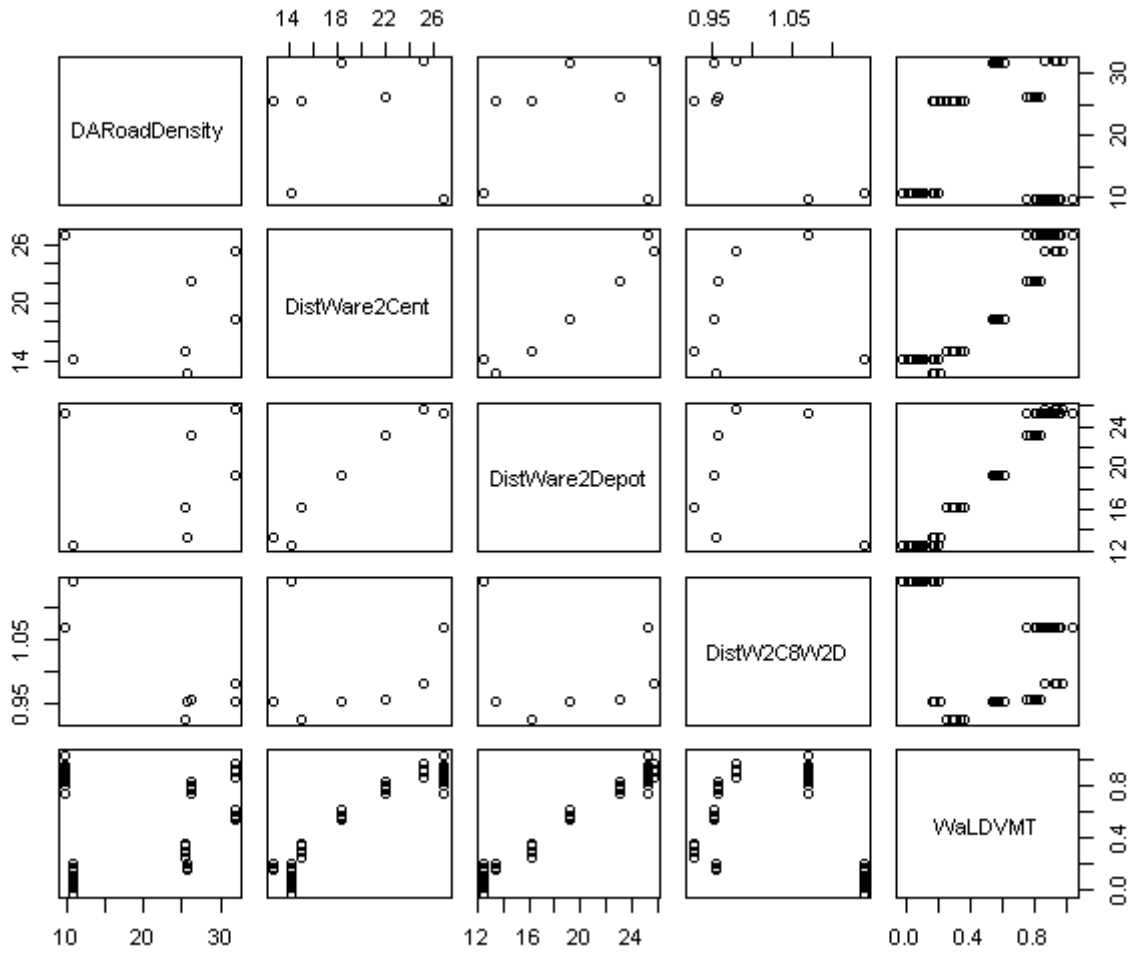 14 18 22 26 0.95 1.05
DARoadDensity
10 20 30
14 20 26
DistWare2Cent
DistWare2Depot
12 16 20 24
0.95 1.05
DistW2C8W2D
WaLDVMT
0.0 0.4 0.8
10 20 30 12 16 20 24 0.0 0.4 0.8